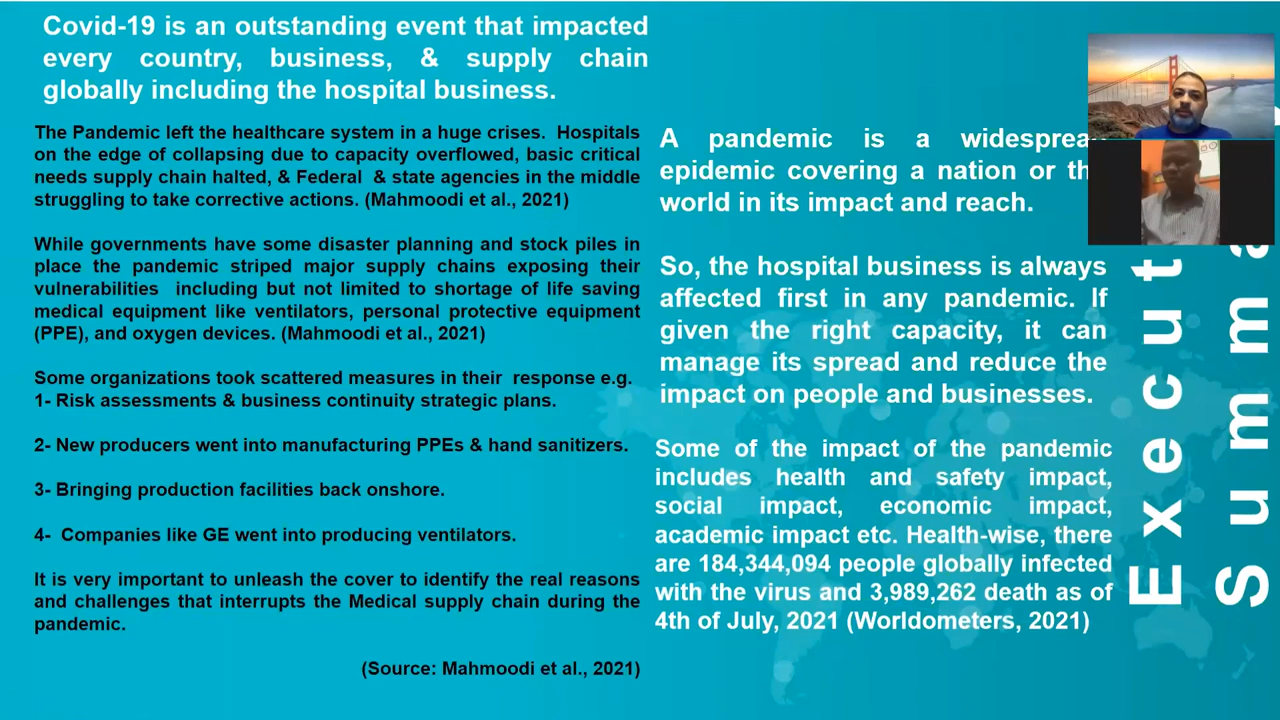 Covid-19 is an outstanding event that impacted
every country, business, & supply chain
globally including the hospital business.
The Pandemic left the healthcare system in a huge crises. Hospitals
on the edge of collapsing due to capacity overflowed, basic critical
needs supply chain halted, & Federal & state agencies in the middle
struggling to take corrective actions. (Mahmoodi et al., 2021)
While governments have some disaster planning and stock piles in
place the pandemic striped major supply chains exposing their
vulnerabilities including but not limited to shortage of life saving
medical equipment like ventilators, personal protective equipment
(PPE), and oxygen devices. (Mahmoodi et al., 2021)
Some organizations took scattered measures in their response e.g.
1- Risk assessments & business continuity strategic plans.
2- New producers went into manufacturing PPEs & hand sanitizers.
3- Bringing production facilities back onshore.
4- Companies like GE went into producing ventilators.
It is very important to unleash the cover to identify the real reasons
and challenges that interrupts the Medical supply chain during the
pandemic.
(Source: Mahmoodi et al., 2021)
A pandemic is a widesprea
epidemic covering a nation or th
world in its impact and reach.
So, the hospital business is always
affected first in any pandemic. If
given the right capacity, it can
manage its spread and reduce the
impact on people and businesses.
Some of the impact of the pandemic
includes health and safety impact,
social impact, economic impact,
academic impact etc. Health-wise, there
are 184,344,094 people globally infected
with the virus and 3,989,262 death as of
4th of July, 2021 (Worldometers, 2021)
Execut
Summa